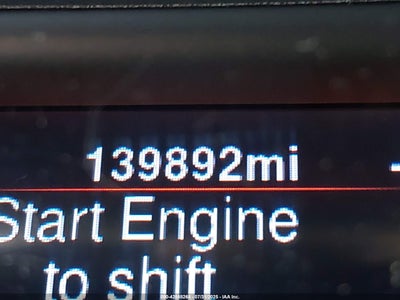 139892mi
Start Engine
to shift